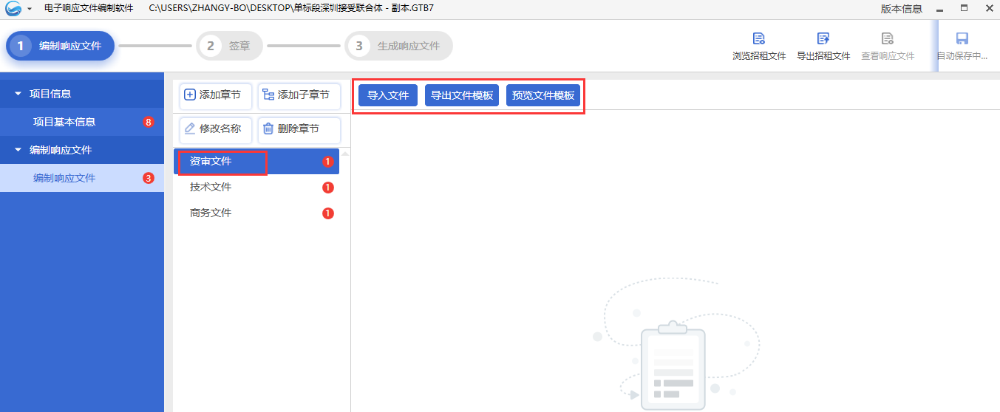 电子响应文件编制软件 C:\USERS\ZHANGY-BO\DESKTOP\单标段深圳接受联合体 - 副本.GTB7
版本信息
1 编制响应文件
2 签章
3 生成响应文件
浏览招租文件
导出招租文件
查看响应文件
自动保存中...
项目信息
项目基本信息 8
编制响应文件
编制响应文件 3
添加章节 添加子章节
修改名称 删除章节
资审文件 1
技术文件 1
商务文件 1
导入文件 导出文件模板 预览文件模板